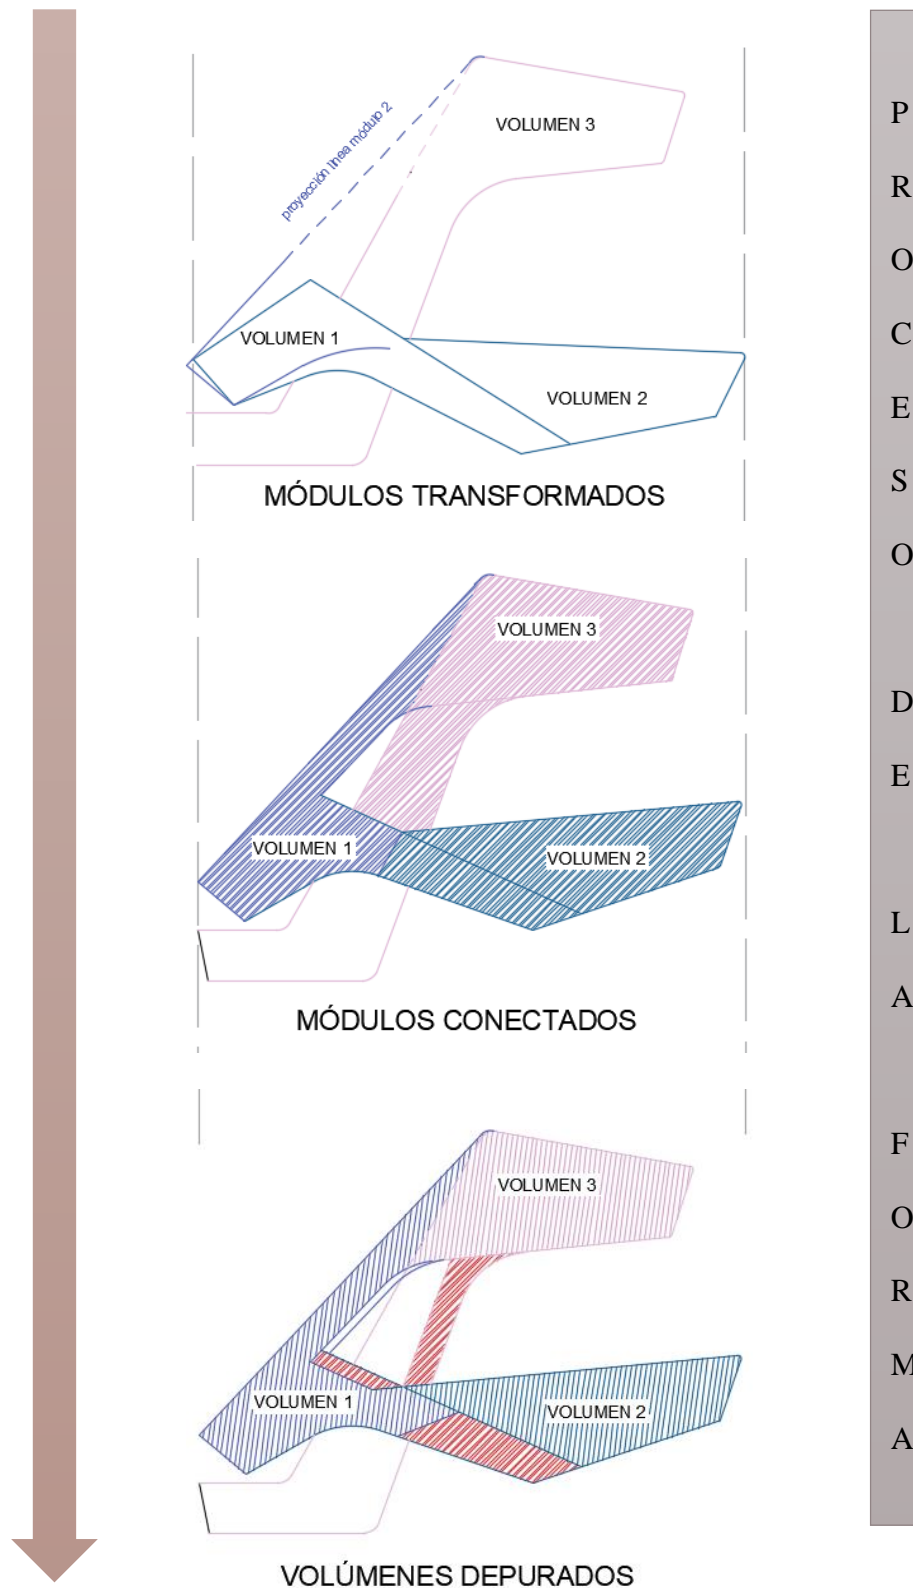 VOLUMEN 3
proyección línea módulo 2
VOLUMEN 1
VOLUMEN 2
MÓDULOS TRANSFORMADOS
VOLUMEN 3
VOLUMEN 1
VOLUMEN 2
MÓDULOS CONECTADOS
VOLUMEN 3
VOLUMEN 1
VOLUMEN 2
VOLÚMENES DEPURADOS
P
R
O
C
E
S
O
D
E
L
A
F
O
R
M
A